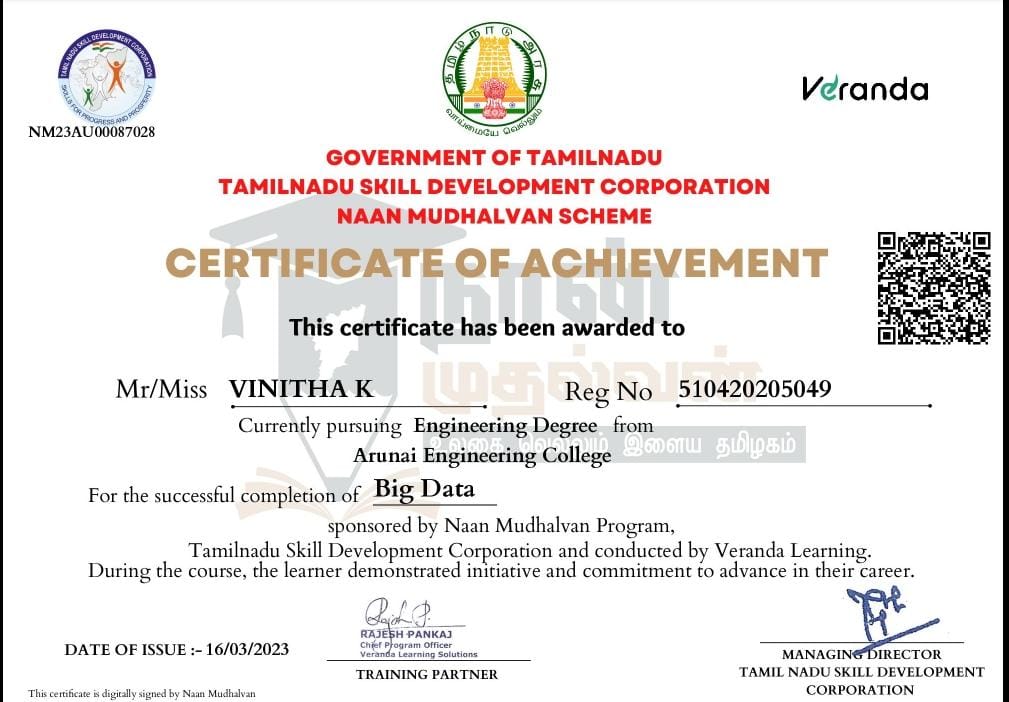 TAMIL NADU SKILL DEVELOPMENT CORPORATION
SKILLS FOR PROGRESS AND PROSPERITY
NM23AU00087028
தமிழ்நாடு அரசு
வாய்மையே வெல்லும்
Veranda
GOVERNMENT OF TAMILNADU
TAMILNADU SKILL DEVELOPMENT CORPORATION
NAAN MUDHALVAN SCHEME
CERTIFICATE OF ACHIEVEMENT
நான்
முதல்வன்
உலகை வெல்லும் இளைய தமிழகம்
This certificate has been awarded to
Mr/Miss VINITHA K Reg No 510420205049
Currently pursuing Engineering Degree from
Arunai Engineering College
For the successful completion of Big Data
sponsored by Naan Mudhalvan Program,
Tamilnadu Skill Development Corporation and conducted by Veranda Learning.
During the course, the learner demonstrated initiative and commitment to advance in their career.
Rajesh P.
RAJESH PANKAJ
Chief Program Officer
Veranda Learning Solutions
DATE OF ISSUE :- 16/03/2023
TRAINING PARTNER
MANAGING DIRECTOR
TAMIL NADU SKILL DEVELOPMENT
CORPORATION
This certificate is digitally signed by Naan Mudhalvan